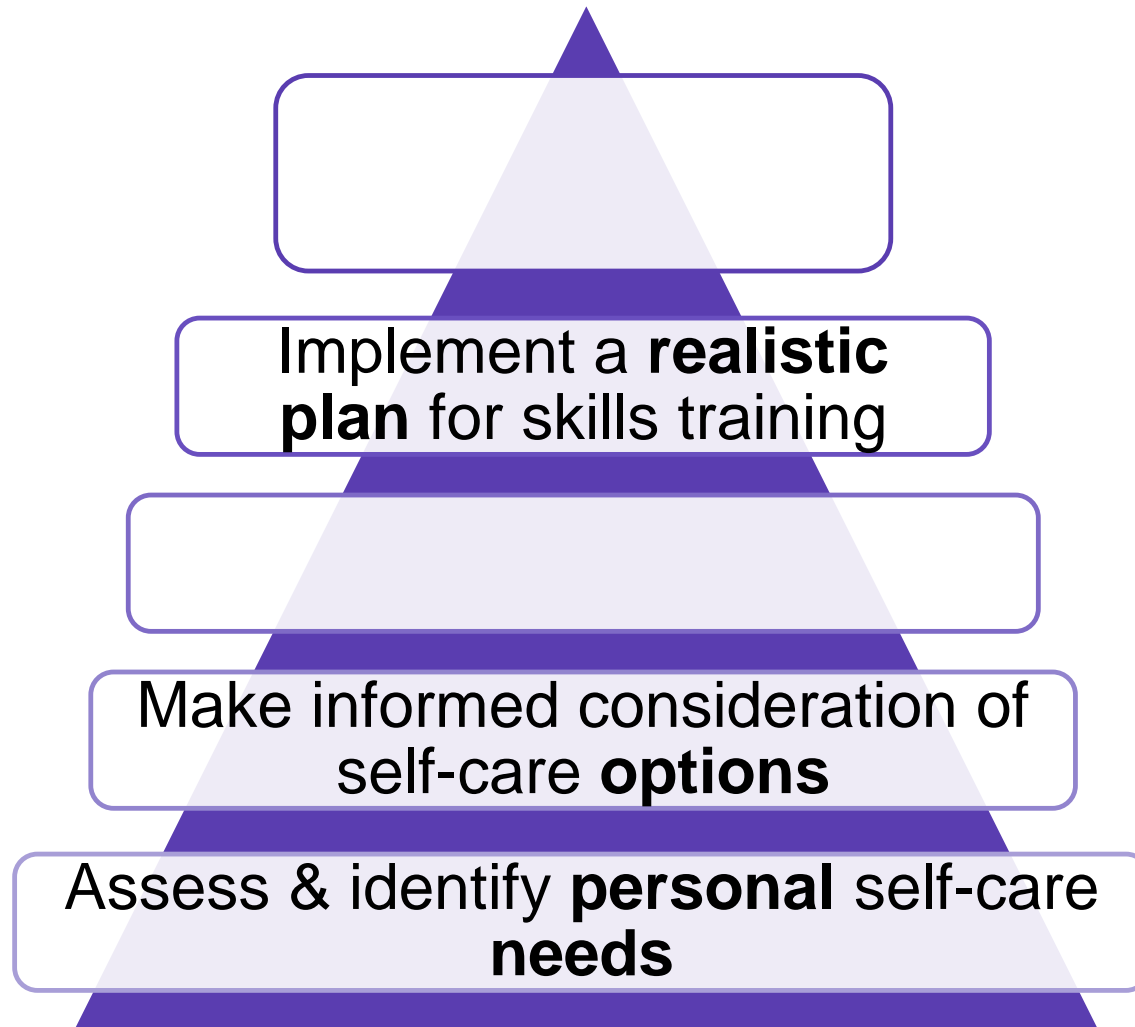 Implement a realistic
plan for skills training
Make informed consideration of
self-care options
Assess & identify personal self-care
needs